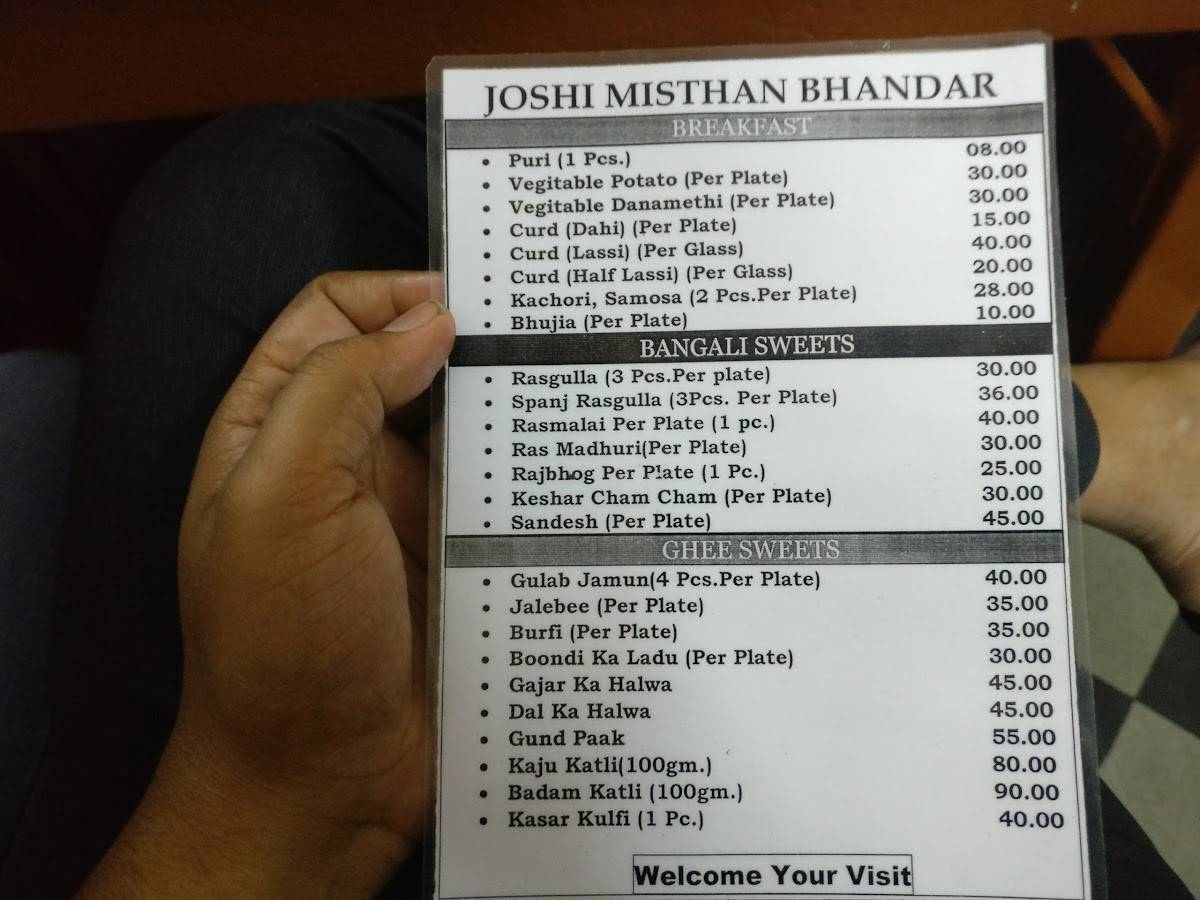 JOSHI MISTHAN BHANDAR
BREAKFAST
• Puri (1 Pcs.) 08.00
• Vegitable Potato (Per Plate) 30.00
• Vegitable Danamethi (Per Plate) 30.00
• Curd (Dahi) (Per Plate) 15.00
• Curd (Lassi) (Per Glass) 40.00
• Curd (Half Lassi) (Per Glass) 20.00
• Kachori, Samosa (2 Pcs.Per Plate) 28.00
• Bhujia (Per Plate) 10.00
BANGALI SWEETS
• Rasgulla (3 Pcs.Per plate) 30.00
• Spanj Rasgulla (3Pcs. Per Plate) 36.00
• Rasmalai Per Plate (1 pc.) 40.00
• Ras Madhuri(Per Plate) 30.00
• Rajbhog Per Plate (1 Pc.) 25.00
• Keshar Cham Cham (Per Plate) 30.00
• Sandesh (Per Plate) 45.00
GHEE SWEETS
• Gulab Jamun(4 Pcs.Per Plate) 40.00
• Jalebee (Per Plate) 35.00
• Burfi (Per Plate) 35.00
• Boondi Ka Ladu (Per Plate) 30.00
• Gajar Ka Halwa 45.00
• Dal Ka Halwa 45.00
• Gund Paak 55.00
• Kaju Katli(100gm.) 80.00
• Badam Katli (100gm.) 90.00
• Kasar Kulfi (1 Pc.) 40.00
Welcome Your Visit